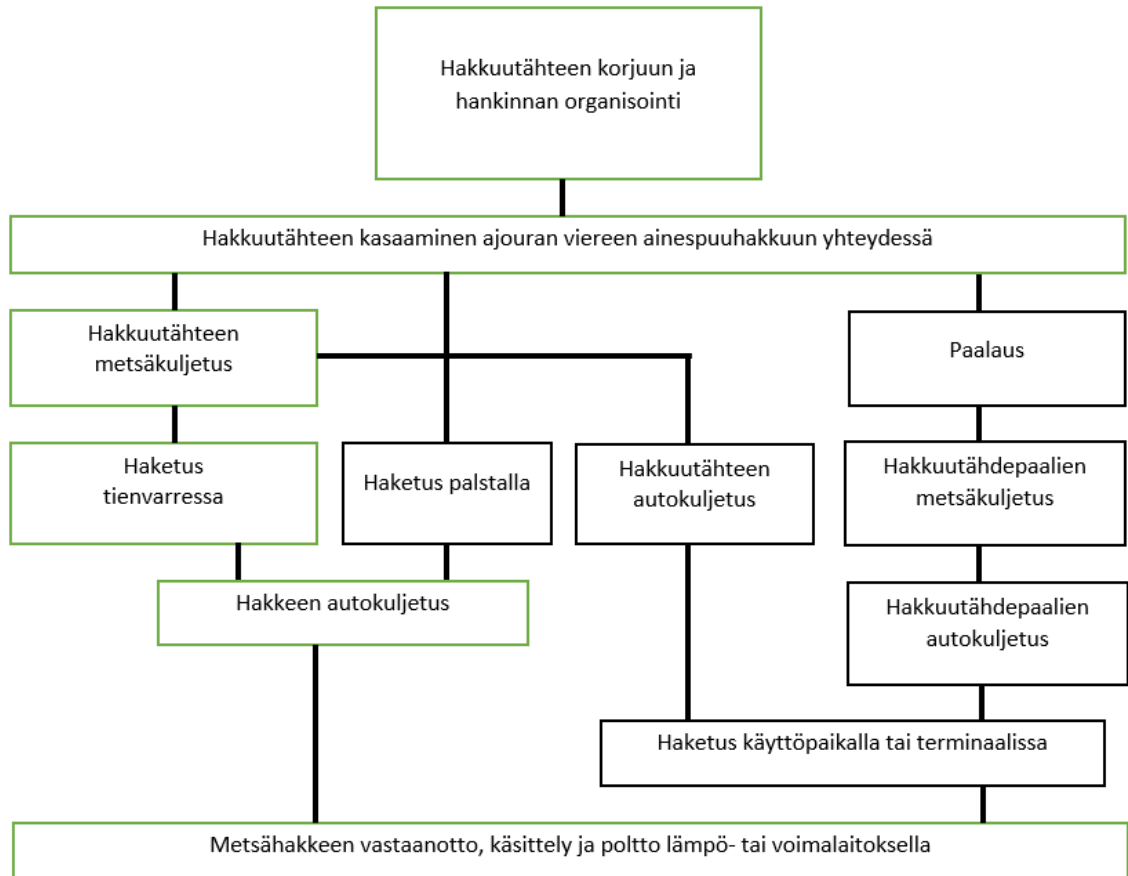 Hakkuutähteen korjuun ja
hankinnan organisointi
Hakkuutähteen kasaaminen ajouran viereen ainespuuhakkuun yhteydessä
Hakkuutähteen
metsäkuljetus
Paalaus
Haketus
tienvarressa
Haketus palstalla
Hakkuutähteen
autokuljetus
Hakkuutähdepaalien
metsäkuljetus
Hakkeen autokuljetus
Hakkuutähdepaalien
autokuljetus
Haketus käyttöpaikalla tai terminaalissa
Metsähakkeen vastaanotto, käsittely ja poltto lämpö- tai voimalaitoksella